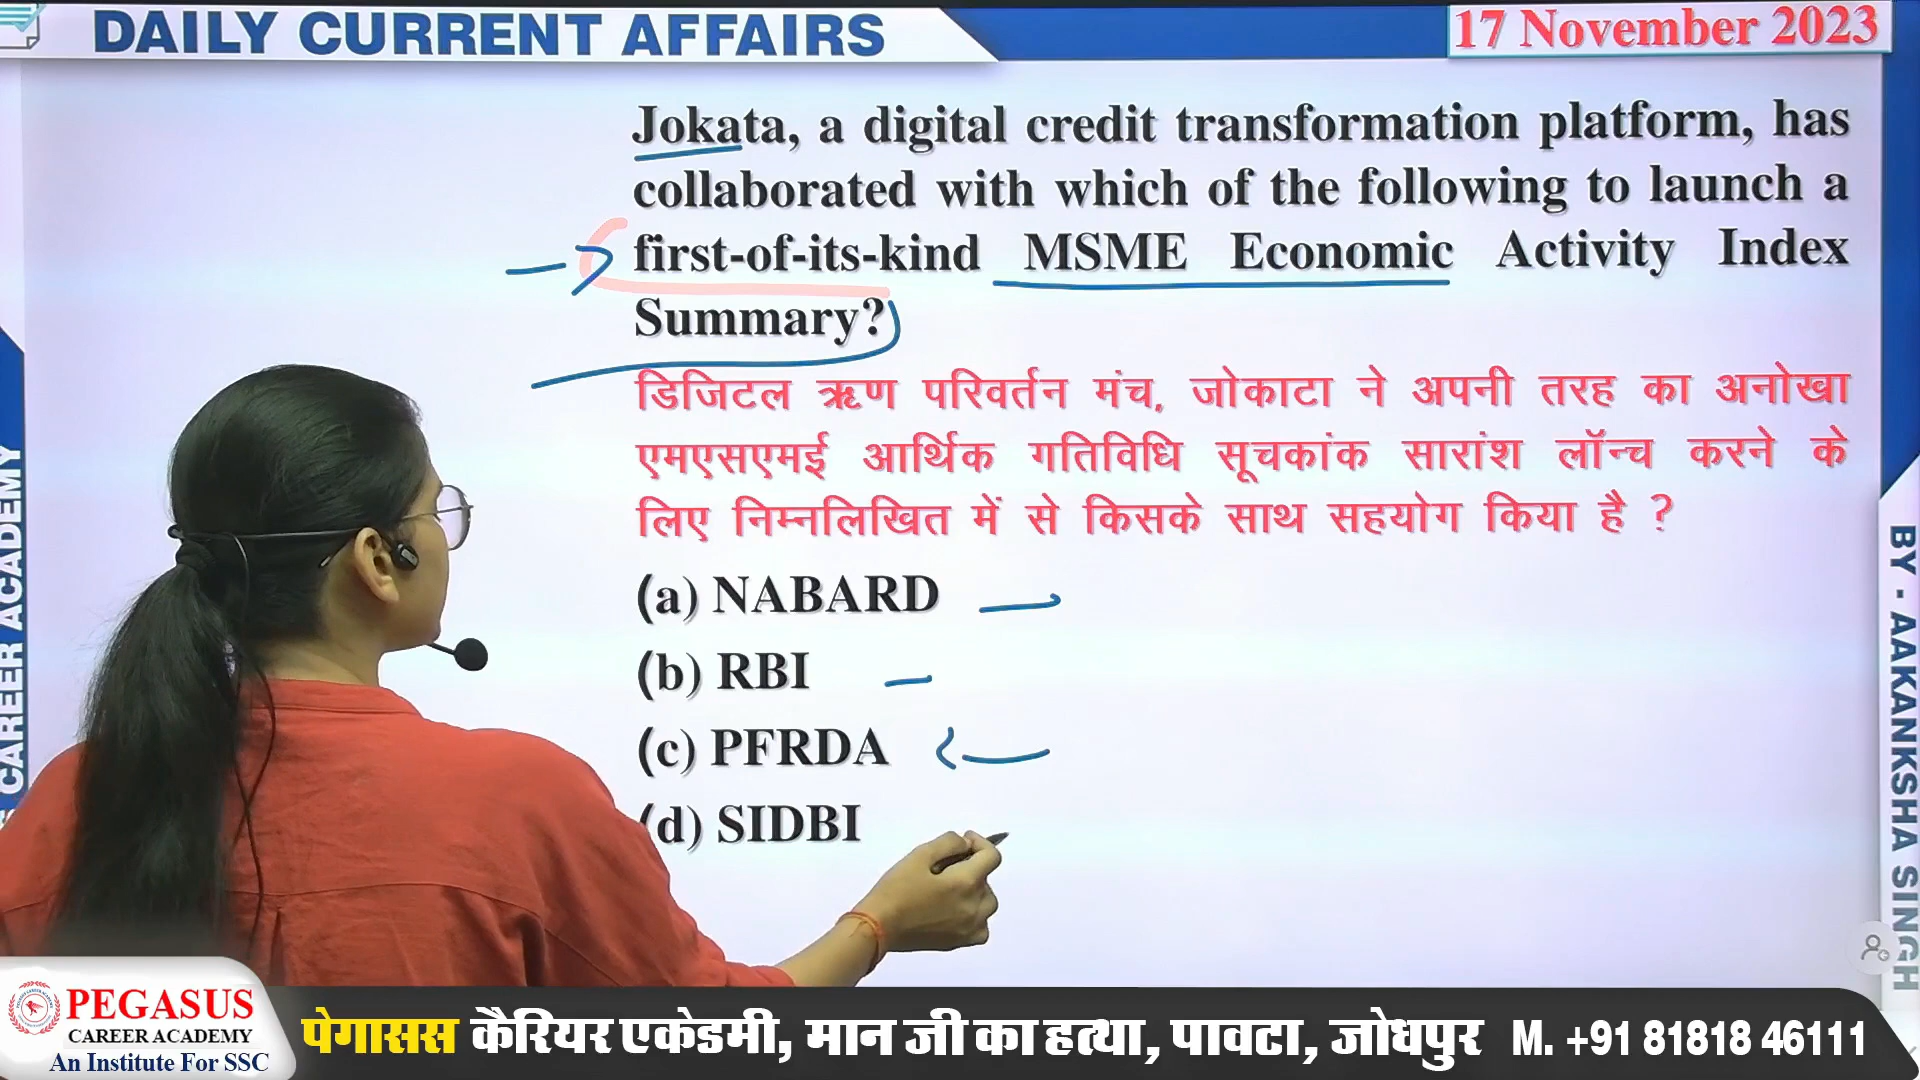 DAILY CURRENT AFFAIRS
17 November 2023
Jokata, a digital credit transformation platform, has
collaborated with which of the following to launch a
first-of-its-kind MSME Economic Activity Index
Summary?
डिजिटल ऋण परिवर्तन मंच, जोकाटा ने अपनी तरह का अनोखा
एमएसएमई आर्थिक गतिविधि सूचकांक सारांश लॉन्च करने के
लिए निम्नलिखित में से किसके साथ सहयोग किया है ?
(a) NABARD
(b) RBI
(c) PFRDA
(d) SIDBI
CAREER ACADEMY
BY - AAKANKSHA SINGH
PEGASUS
CAREER ACADEMY
An Institute For SSC
पेगासस कैरियर एकेडमी, मान जी का हत्था, पावटा, जोधपुर M. +91 81818 46111